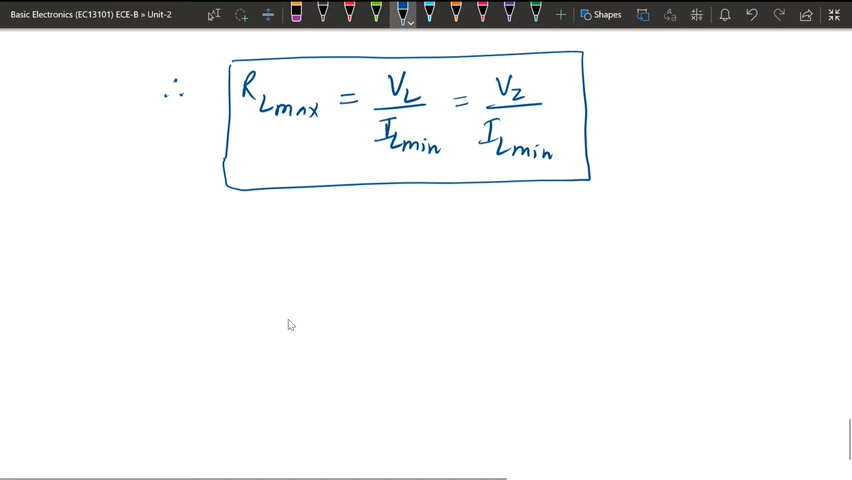 Basic Electronics (EC13101) ECE-B » Unit-2
Shapes
∴ R_Lmax = V_L / I_Lmin = V_Z / I_Lmin